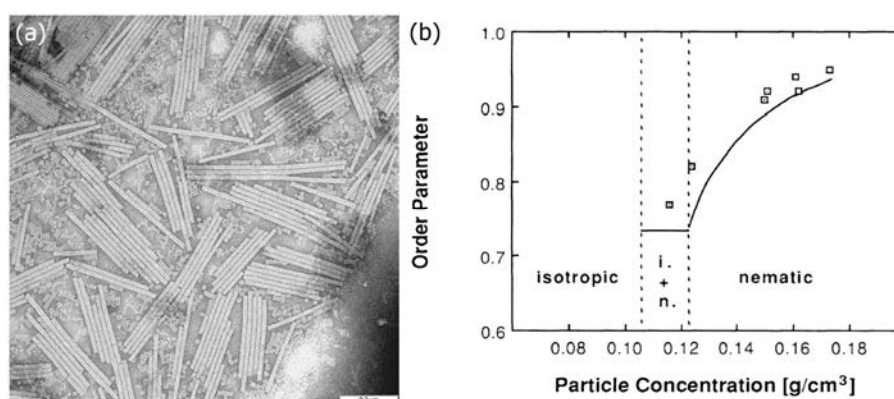 (a)
(b)
1.0
0.9
0.8
0.7
0.6
Order Parameter
isotropic
i.
+
n.
nematic
0.08 0.10 0.12 0.14 0.16 0.18
Particle Concentration [g/cm³]